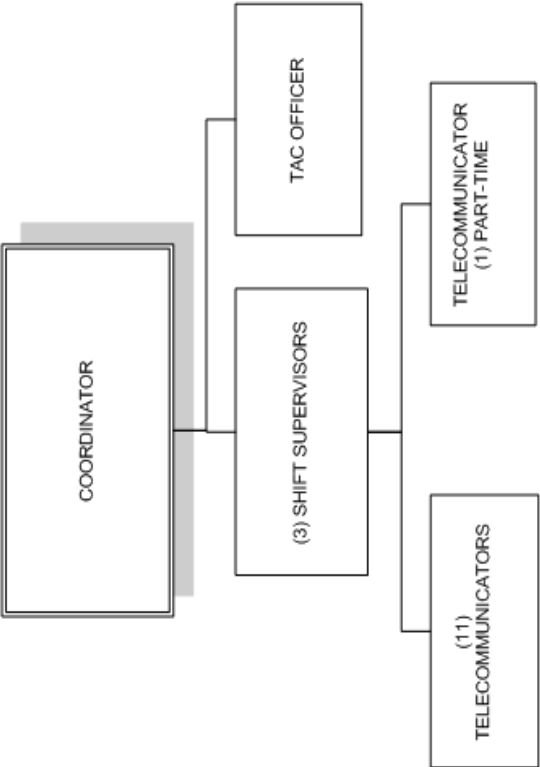 COORDINATOR
(3) SHIFT SUPERVISORS
TAC OFFICER
(11)
TELECOMMUNICATORS
TELECOMMUNICATOR
(1) PART-TIME